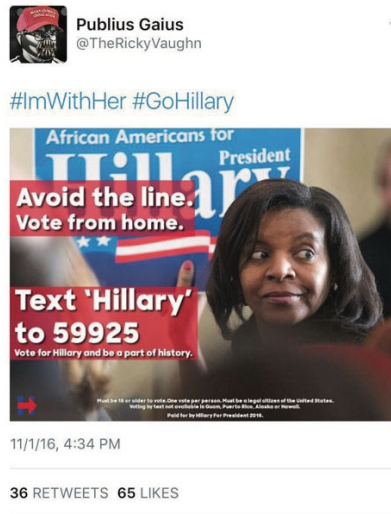 Publius Gaius
@TheRickyVaughn
#ImWithHer #GoHillary
African Americans for
Hillary
President
Avoid the line.
Vote from home.
Text 'Hillary'
to 59925
Vote for Hillary and be a part of history.
Must be 18 or older to vote. One vote per person. Must be a legal citizen of the United States.
Voting by text not available in Guam, Puerto Rico, Alaska or Hawaii.
Paid for by Hillary For President 2016.
11/1/16, 4:34 PM
36 RETWEETS 65 LIKES